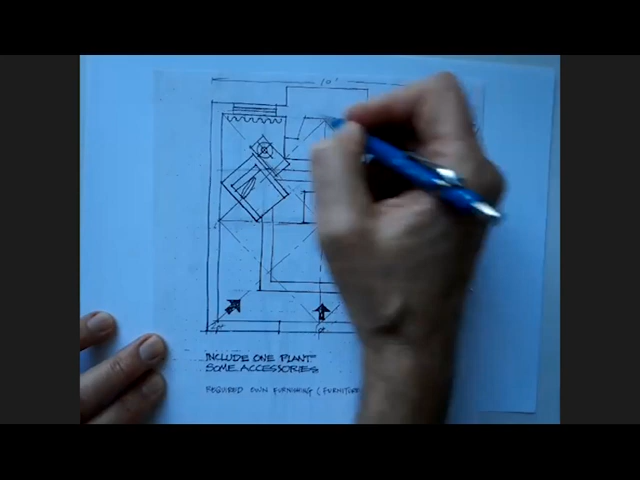 10'
INCLUDE ONE PLANT
SOME ACCESSORIES
REQUIRED OWN FURNISHING (FURNITURE